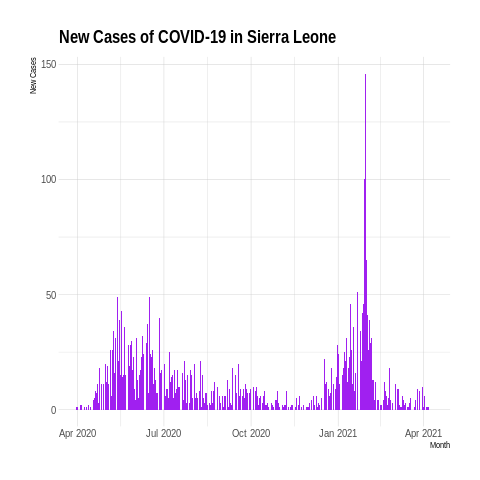 New Cases of COVID-19 in Sierra Leone
New Cases
150
100
50
0
Apr 2020 Jul 2020 Oct 2020 Jan 2021 Apr 2021
Month